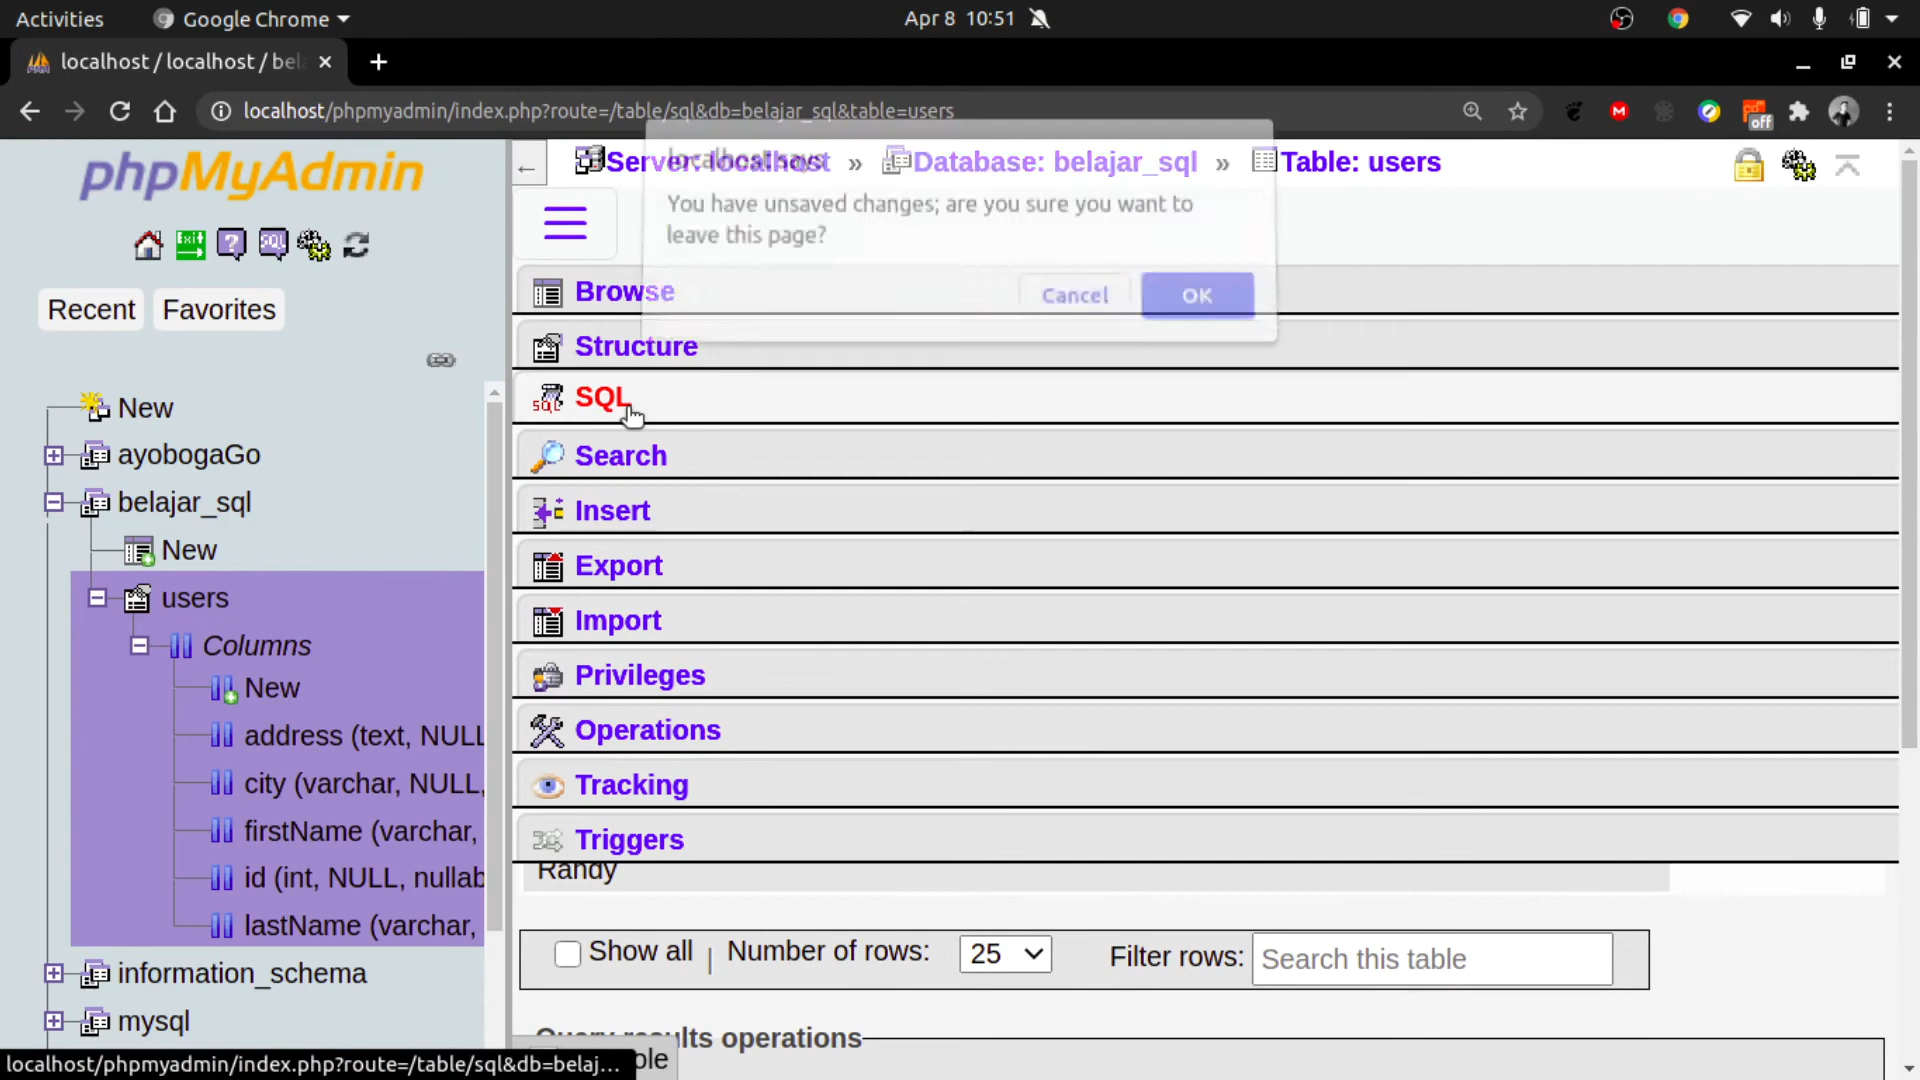 Activities
Google Chrome
Apr 8 10:51
localhost / localhost / bel
localhost/phpmyadmin/index.php?route=/table/sql&db=belajar_sql&table=users
off
phpMyAdmin
Exit
?
SQL
Recent
Favorites
New
ayobogaGo
belajar_sql
New
users
Columns
New
address (text, NULL
city (varchar, NULL,
firstName (varchar,
id (int, NULL, nullab
lastName (varchar,
information_schema
mysql
Server: localhost » Database: belajar_sql » Table: users
localhost says
You have unsaved changes; are you sure you want to
leave this page?
Cancel
OK
Browse
Structure
SQL
Search
Insert
Export
Import
Privileges
Operations
Tracking
Triggers
Randy
Show all | Number of rows: 25 Filter rows: Search this table
Query results operations
localhost/phpmyadmin/index.php?route=/table/sql&db=belaj...